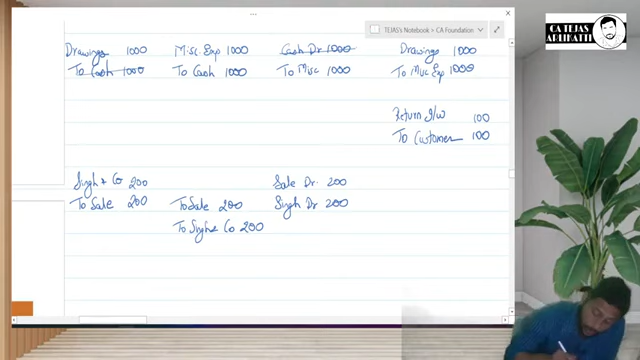 TEJAS's Notebook > CA Foundation
CA TEJAS
Drawings 1000 Misc. Exp 1000 Cash Dr 1000 Drawings 1000
To Cash 1000 To Cash 1000 To Misc 1000 To Misc Exp 1000
Return I/W 100
To Customer 100
Singh & Co 200 Sale Dr. 200
To Sale 200 To Sale 200 Singh Dr 200
To Singh & Co 200